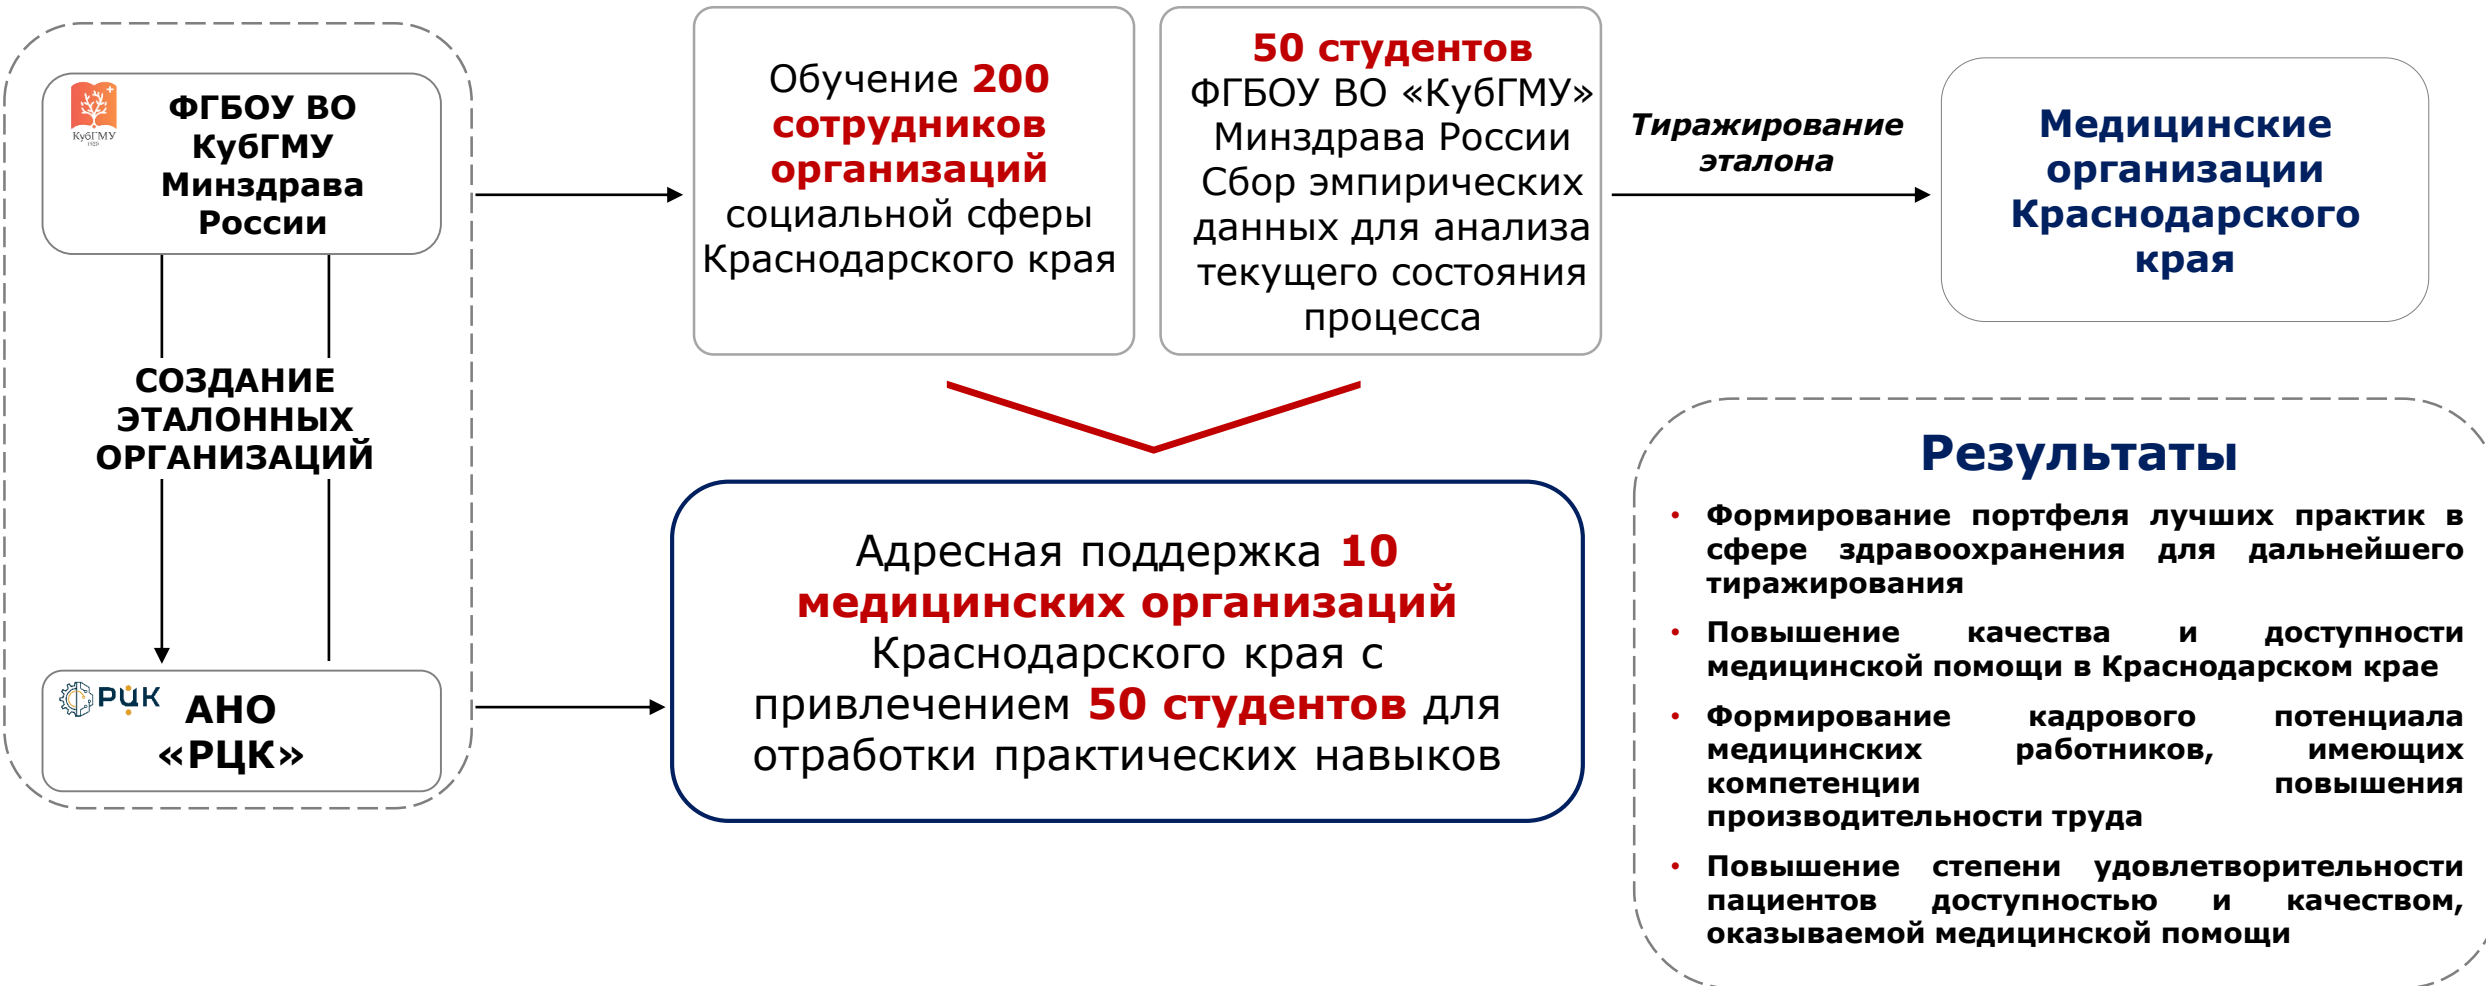 КубГМУ
ФГБОУ ВО
КубГМУ
Минздрава
России
СОЗДАНИЕ
ЭТАЛОННЫХ
ОРГАНИЗАЦИЙ
РЦК
АНО
«РЦК»
Обучение 200
сотрудников
организаций
социальной сферы
Краснодарского края
50 студентов
ФГБОУ ВО «КубГМУ»
Минздрава России
Сбор эмпирических
данных для анализа
текущего состояния
процесса
Тиражирование
эталона
Медицинские
организации
Краснодарского
края
Адресная поддержка 10
медицинских организаций
Краснодарского края с
привлечением 50 студентов для
отработки практических навыков
Результаты
• Формирование портфеля лучших практик в
сфере здравоохранения для дальнейшего
тиражирования
• Повышение качества и доступности
медицинской помощи в Краснодарском крае
• Формирование кадрового потенциала
медицинских работников, имеющих
компетенции повышения
производительности труда
• Повышение степени удовлетворительности
пациентов доступностью и качеством,
оказываемой медицинской помощи